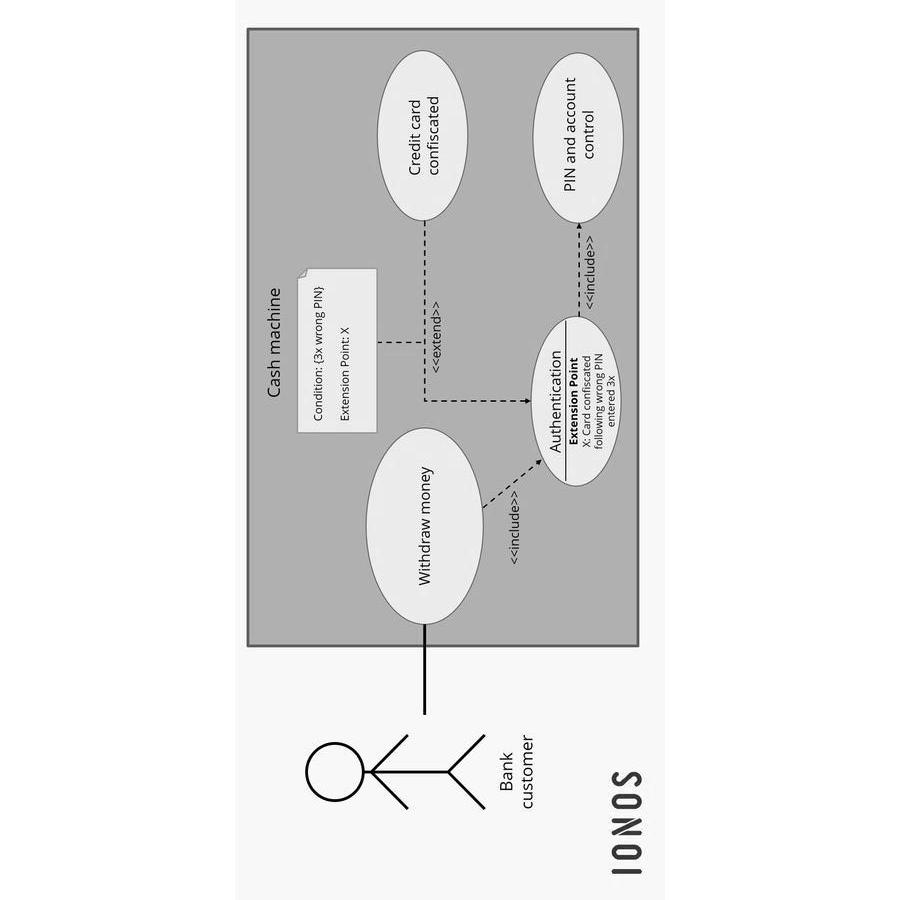 Cash machine
Condition: {3x wrong PIN}
Extension Point: X
Credit card
confiscated
<<extend>>
Withdraw money
<<include>>
Authentication
Extension Point
X: Card confiscated
following wrong PIN
entered 3x
<<include>>
PIN and account
control
Bank
customer
IONOS